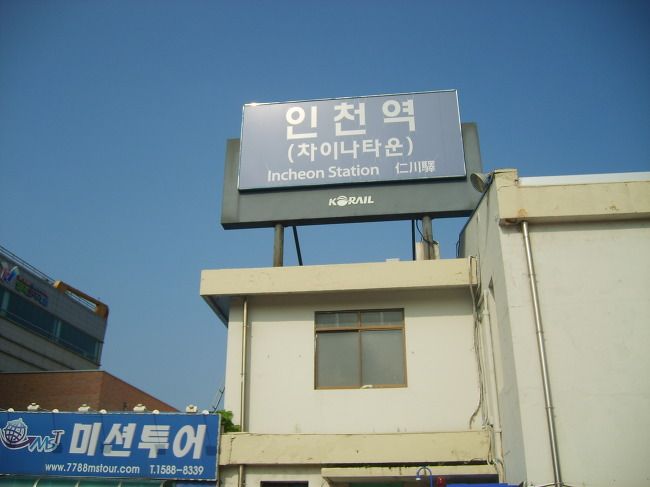 인천역
(차이나타운)
Incheon Station 仁川驛
KORAIL
MST 미션투어
www.7788mstour.com T.1588-8339